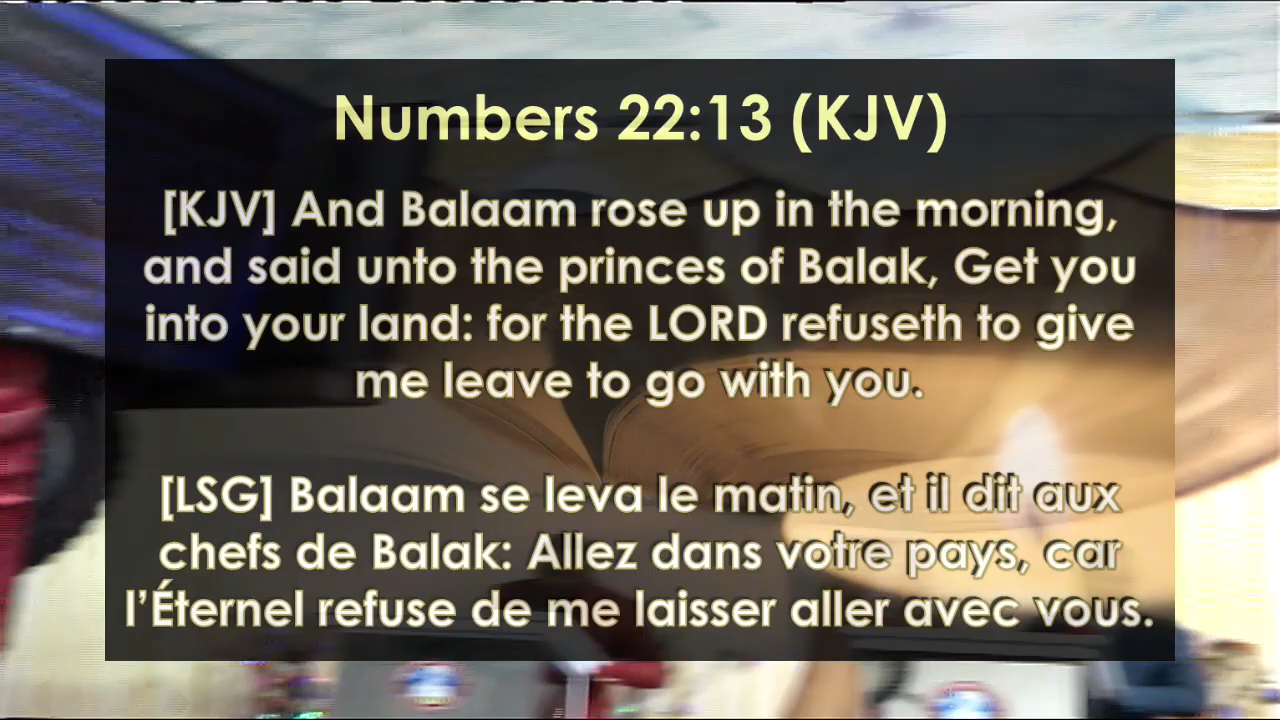 Numbers 22:13 (KJV)
[KJV] And Balaam rose up in the morning,
and said unto the princes of Balak, Get you
into your land: for the LORD refuseth to give
me leave to go with you.
[LSG] Balaam se leva le matin, et il dit aux
chefs de Balak: Allez dans votre pays, car
l’Éternel refuse de me laisser aller avec vous.